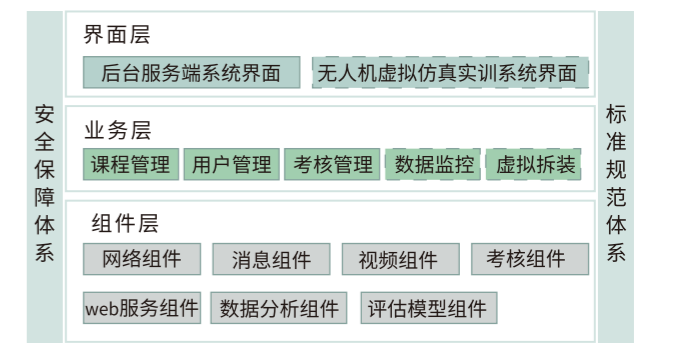 界面层
后台服务端系统界面
无人机虚拟仿真实训系统界面
安全保障体系
业务层
课程管理
用户管理
考核管理
数据监控
虚拟拆装
标准规范体系
组件层
网络组件
消息组件
视频组件
考核组件
web服务组件
数据分析组件
评估模型组件